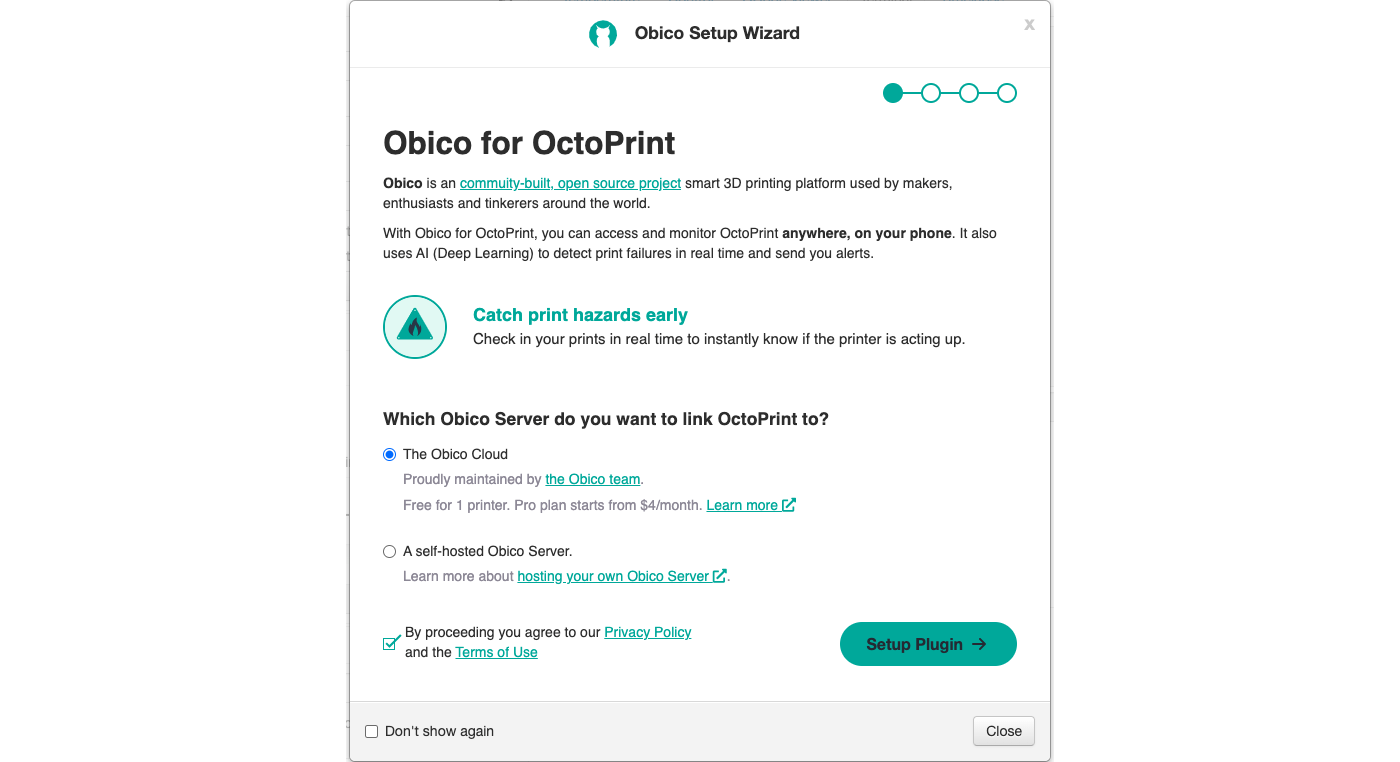 Obico Setup Wizard
x
Obico for OctoPrint
Obico is an commuity-built, open source project smart 3D printing platform used by makers,
enthusiasts and tinkerers around the world.
With Obico for OctoPrint, you can access and monitor OctoPrint anywhere, on your phone. It also
uses AI (Deep Learning) to detect print failures in real time and send you alerts.
Catch print hazards early
Check in your prints in real time to instantly know if the printer is acting up.
Which Obico Server do you want to link OctoPrint to?
The Obico Cloud
Proudly maintained by the Obico team.
Free for 1 printer. Pro plan starts from $4/month. Learn more
A self-hosted Obico Server.
Learn more about hosting your own Obico Server.
By proceeding you agree to our Privacy Policy
and the Terms of Use
Setup Plugin →
Don't show again
Close